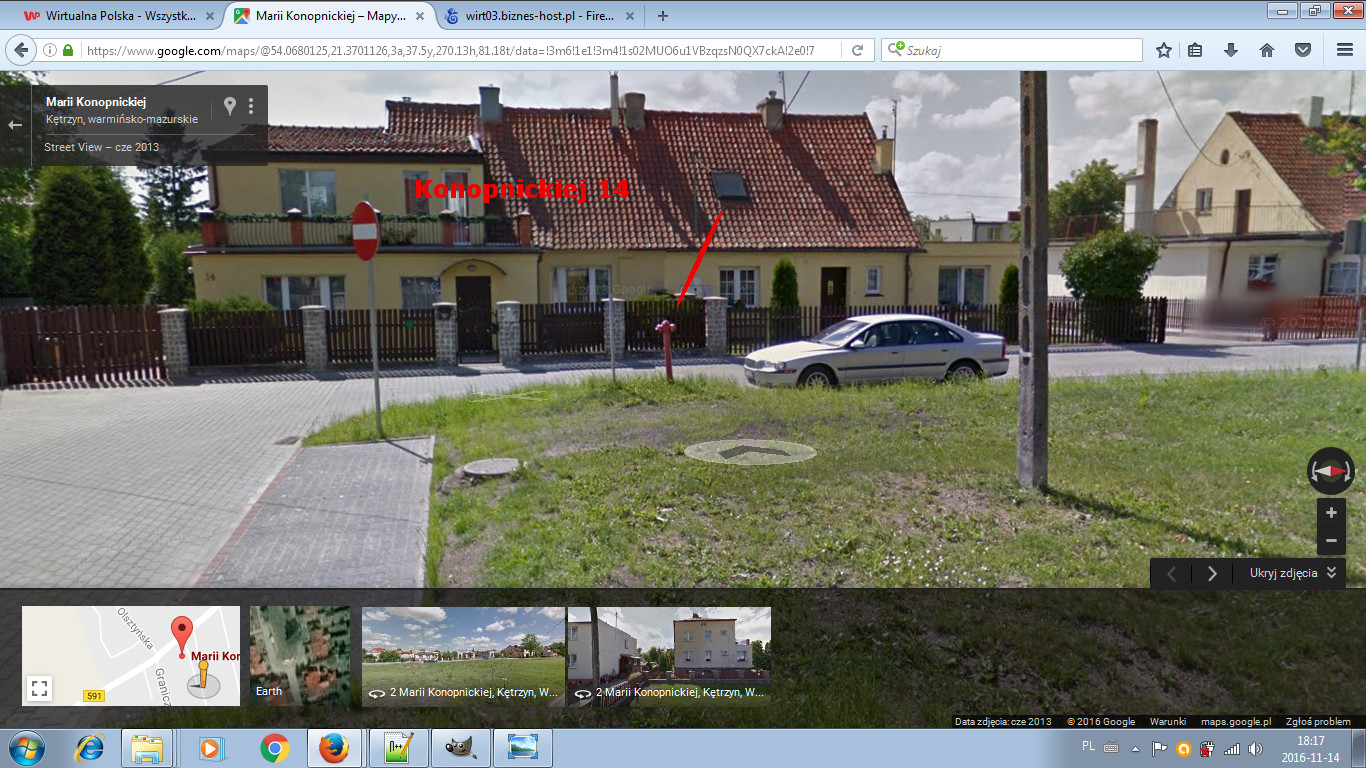 Wirtualna Polska - Wszystk...
Marii Konopnickiej – Mapy...
wirt03.biznes-host.pl - Fire...
https://www.google.com/maps/@54.0680125,21.3701126,3a,37.5y,270.13h,81.18t/data=!3m6!1e1!3m4!1s02MUO6u1VBzqzsN0QX7ckA!2e0!7
Szukaj
Marii Konopnickiej
Kętrzyn, warmińsko-mazurskie
Street View – cze 2013
Konopnickiej 14
14
Ukryj zdjęcia
Olsztyńska
Marii Kor
Granicz
591
Earth
2 Marii Konopnickiej, Kętrzyn, W...
2 Marii Konopnickiej, Kętrzyn, W...
Data zdjęcia: cze 2013 © 2016 Google Warunki maps.google.pl Zgłoś problem
PL
18:17
2016-11-14